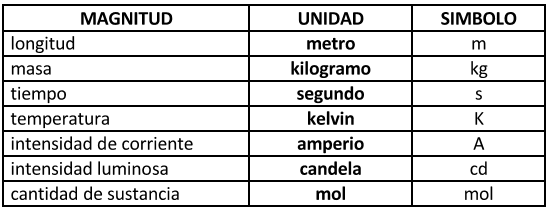 MAGNITUD UNIDAD SIMBOLO
longitud metro m
masa kilogramo kg
tiempo segundo s
temperatura kelvin K
intensidad de corriente amperio A
intensidad luminosa candela cd
cantidad de sustancia mol mol